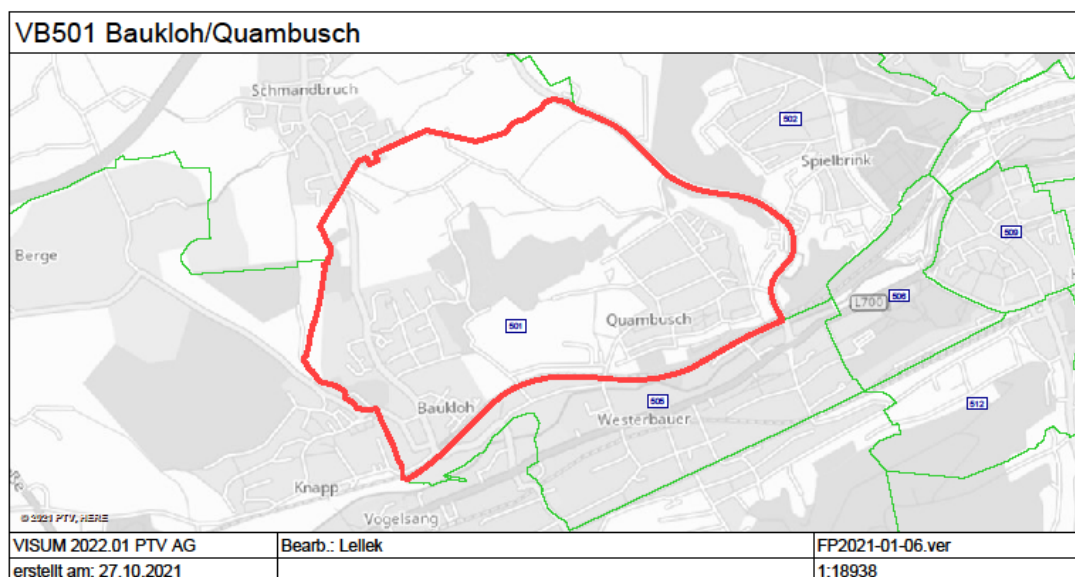 VB501 Baukloh/Quambusch
Schmandbruch
502
Spielbrink
Berge
509
L700
506
501
Quambusch
505
512
Baukloh
Westerbauer
Knapp
Vogelsang
© 2021 PTV, HERE
VISUM 2022.01 PTV AG
Bearb.: Lellek
FP2021-01-06.ver
erstellt am: 27.10.2021
1:18938